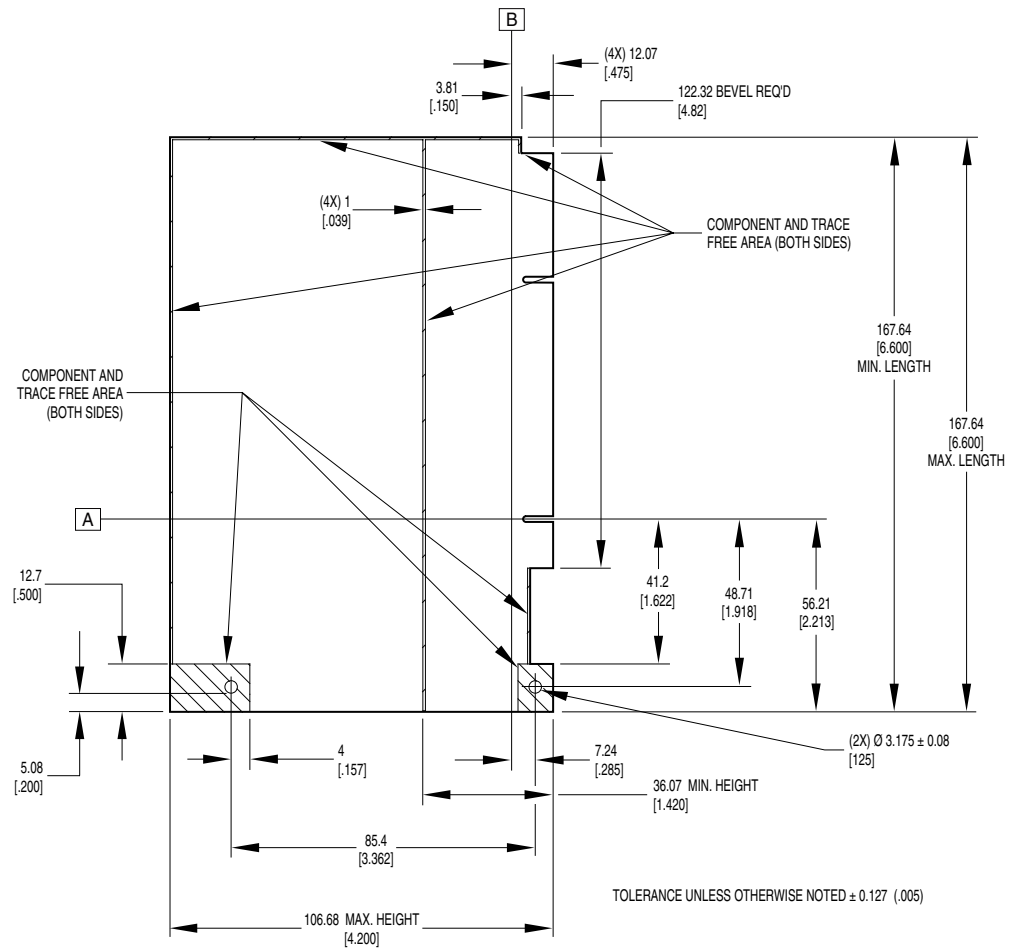 B
(4X) 12.07
[.475]
3.81
[.150]
122.32 BEVEL REQ'D
[4.82]
(4X) 1
[.039]
COMPONENT AND TRACE
FREE AREA (BOTH SIDES)
167.64
[6.600]
MIN. LENGTH
167.64
[6.600]
MAX. LENGTH
COMPONENT AND
TRACE FREE AREA
(BOTH SIDES)
A
12.7
[.500]
41.2
[1.622]
48.71
[1.918]
56.21
[2.213]
5.08
[.200]
4
[.157]
7.24
[.285]
(2X) Ø 3.175 ± 0.08
[125]
36.07 MIN. HEIGHT
[1.420]
85.4
[3.362]
TOLERANCE UNLESS OTHERWISE NOTED ± 0.127 (.005)
106.68 MAX. HEIGHT
[4.200]